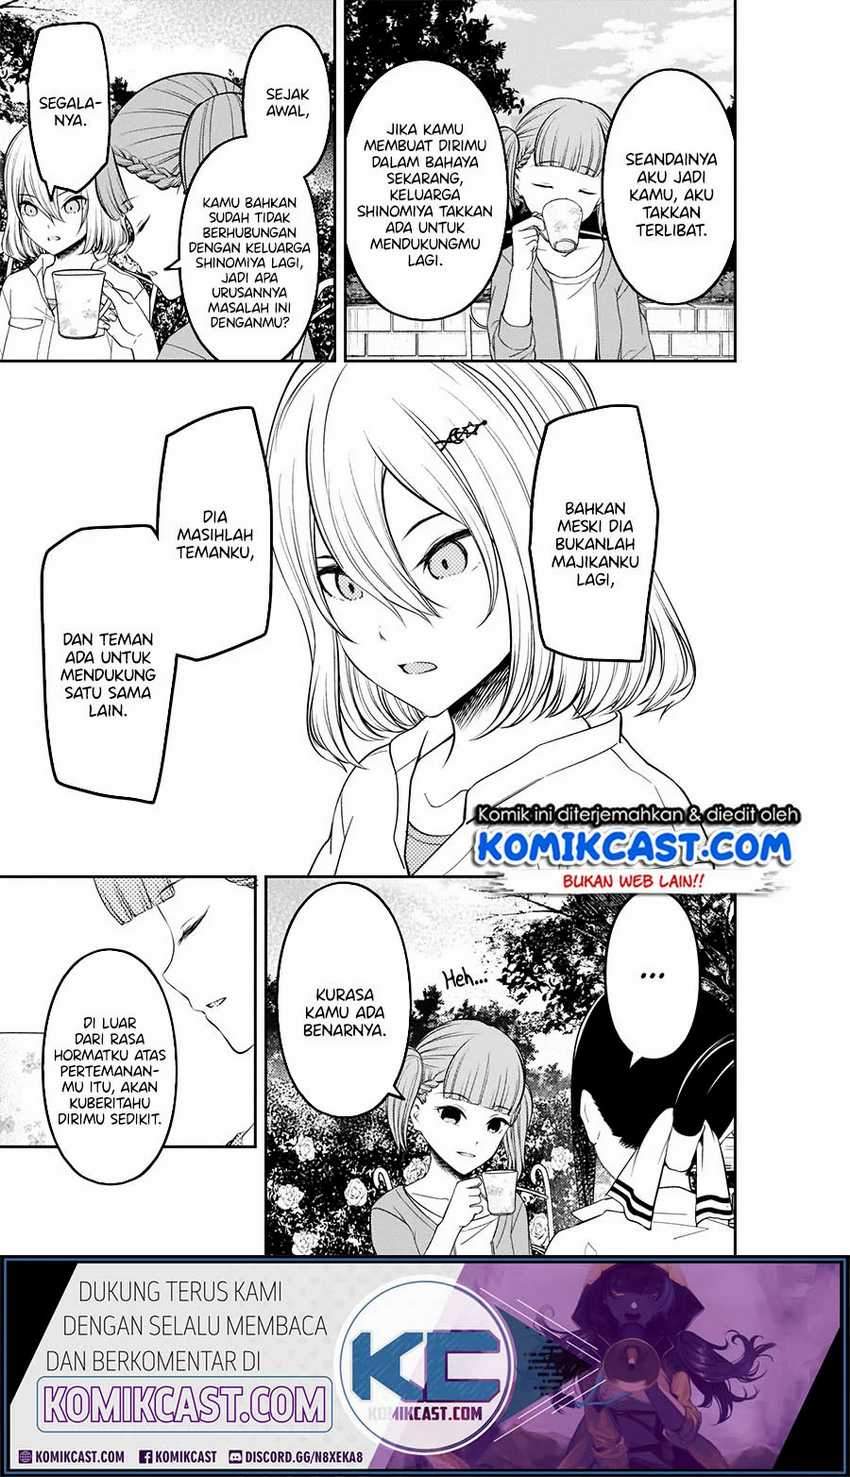 SEANDAINYA
AKU JADI
KAMU, AKU
TAKKAN
TERLIBAT.
JIKA KAMU
MEMBUAT DIRIMU
DALAM BAHAYA
SEKARANG,
KELUARGA
SHINOMIYA TAKKAN
ADA UNTUK
MENDUKUNGMU
LAGI.
SEJAK
AWAL,
KAMU BAHKAN
SUDAH TIDAK
BERHUBUNGAN
DENGAN KELUARGA
SHINOMIYA LAGI,
JADI APA
URUSANNYA
MASALAH INI
DENGANMU?
SEGALA-
NYA.
BAHKAN
MESKI DIA
BUKANLAH
MAJIKANKU
LAGI,
DIA
MASIHLAH
TEMANKU,
DAN TEMAN
ADA UNTUK
MENDUKUNG
SATU SAMA
LAIN.
Komik ini diterjemahkan & diedit oleh
KOMIKCAST.COM
BUKAN WEB LAIN!!
...
Heh...
KURASA
KAMU ADA
BENARNYA.
DI LUAR
DARI RASA
HORMATKU ATAS
PERTEMANAN-
MU ITU, AKAN
KUBERITAHU
DIRIMU SEDIKIT.
DUKUNG TERUS KAMI
DENGAN SELALU MEMBACA
DAN BERKOMENTAR DI
KOMIKCAST.COM
KOMIKCAST.COM
KOMIKCAST
DISCORD.GG/N8XEKA8
KC
KOMIKCAST.COM